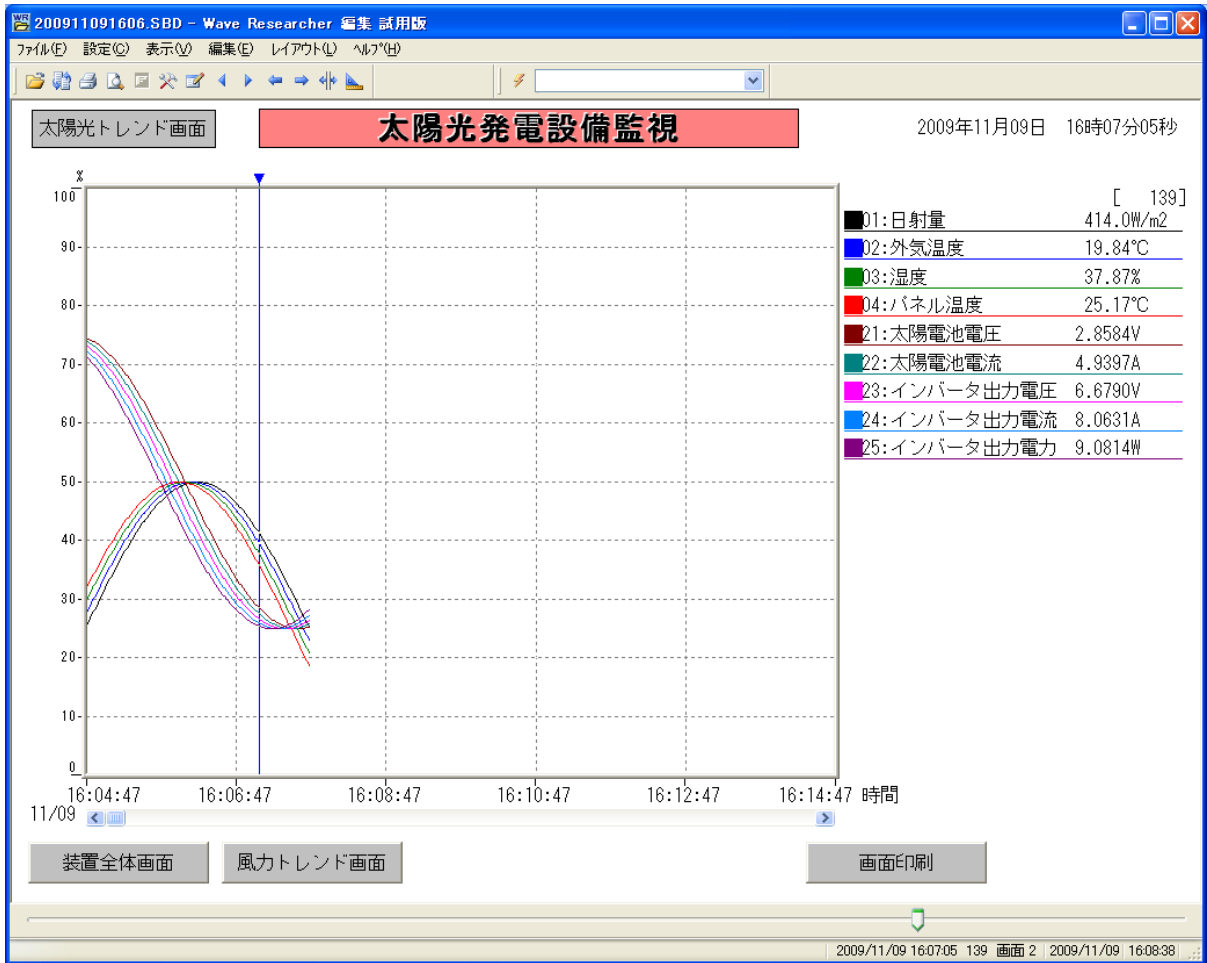 200911091606.SBD - Wave Researcher 編集 試用版
ファイル(F) 設定(C) 表示(V) 編集(E) レイアウト(L) ヘルプ(H)
太陽光トレンド画面
太陽光発電設備監視
2009年11月09日 16時07分05秒
%
100
90
80
70
60
50
40
30
20
10
0
[ 139]
01:日射量 414.0W/m2
02:外気温度 19.84℃
03:湿度 37.87%
04:パネル温度 25.17℃
21:太陽電池電圧 2.8584V
22:太陽電池電流 4.9397A
23:インバータ出力電圧 6.6790V
24:インバータ出力電流 8.0631A
25:インバータ出力電力 9.0814W
16:04:47 16:06:47 16:08:47 16:10:47 16:12:47 16:14:47 時間
11/09
装置全体画面
風力トレンド画面
画面印刷
2009/11/09 16:07:05 139 画面 2 2009/11/09 16:08:38